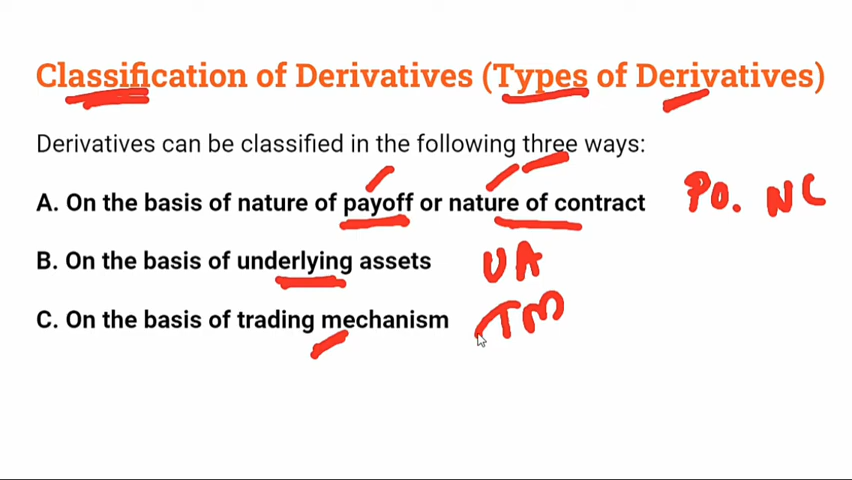 Classification of Derivatives (Types of Derivatives)
Derivatives can be classified in the following three ways:
A. On the basis of nature of payoff or nature of contract PO. NC
B. On the basis of underlying assets UA
C. On the basis of trading mechanism TM